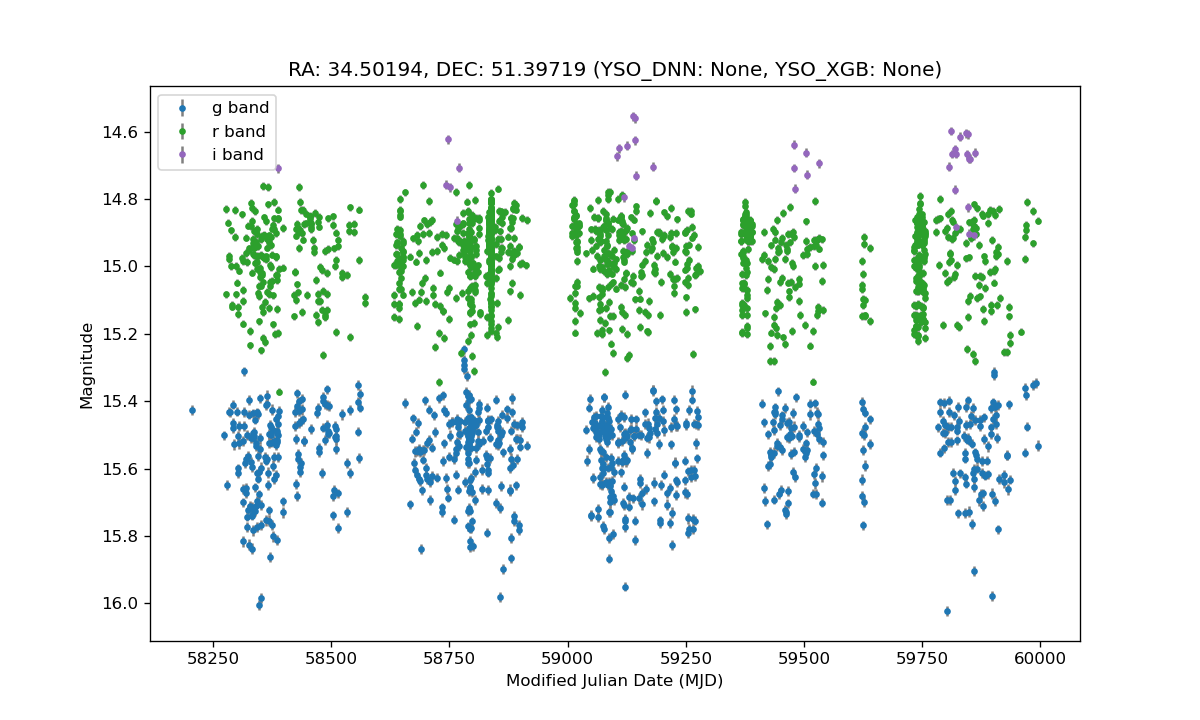 RA: 34.50194, DEC: 51.39719 (YSO_DNN: None, YSO_XGB: None)
g band
r band
i band
14.6
14.8
15.0
15.2
15.4
15.6
15.8
16.0
Magnitude
58250 58500 58750 59000 59250 59500 59750 60000
Modified Julian Date (MJD)